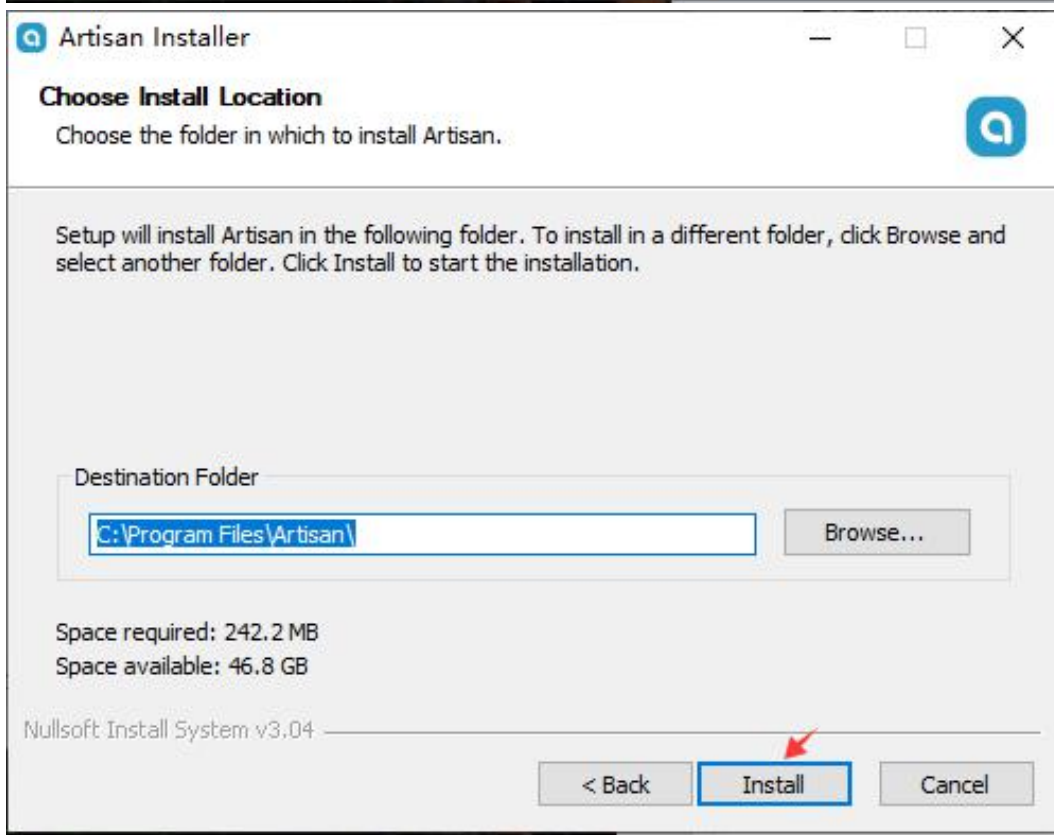 Artisan Installer
Choose Install Location
Choose the folder in which to install Artisan.
Setup will install Artisan in the following folder. To install in a different folder, click Browse and
select another folder. Click Install to start the installation.
Destination Folder
C:\Program Files\Artisan\
Browse...
Space required: 242.2 MB
Space available: 46.8 GB
Nullsoft Install System v3.04
< Back
Install
Cancel